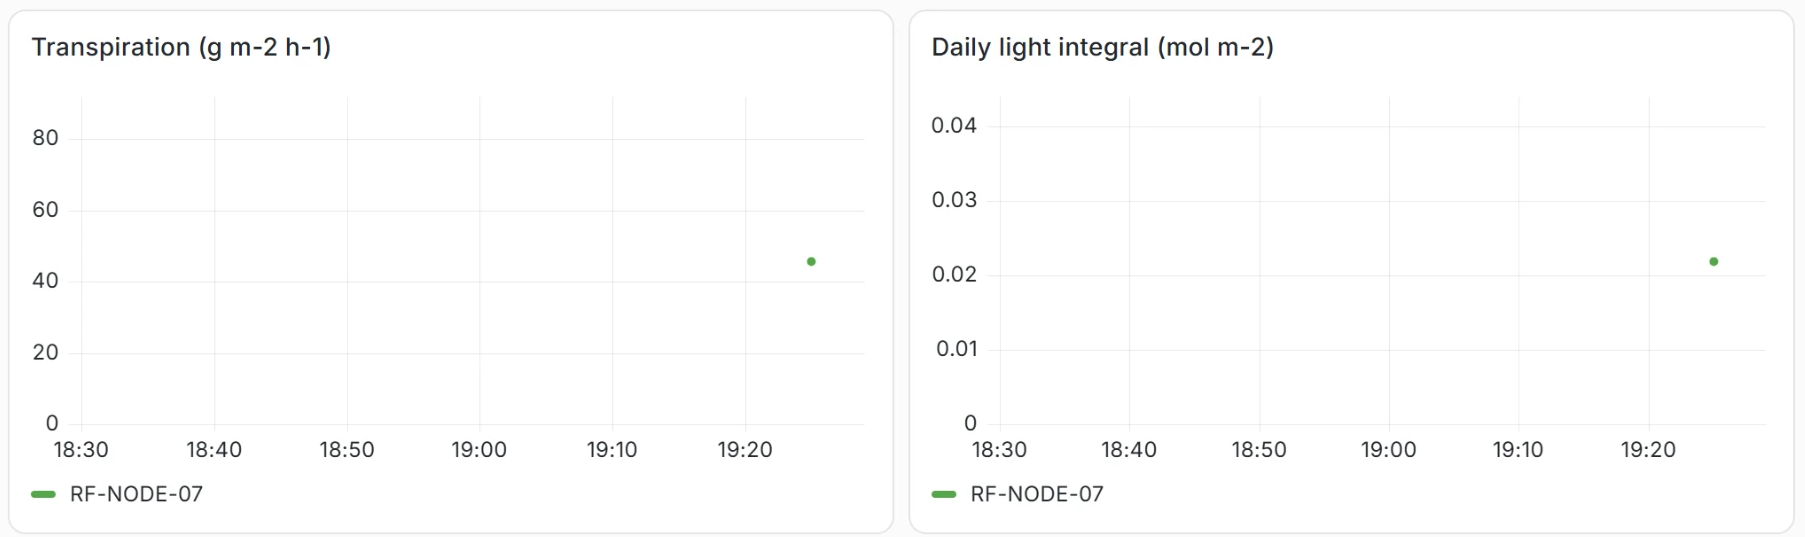 Transpiration (g m-2 h-1)
80
60
40
20
0
18:30 18:40 18:50 19:00 19:10 19:20
RF-NODE-07
Daily light integral (mol m-2)
0.04
0.03
0.02
0.01
0
18:30 18:40 18:50 19:00 19:10 19:20
RF-NODE-07